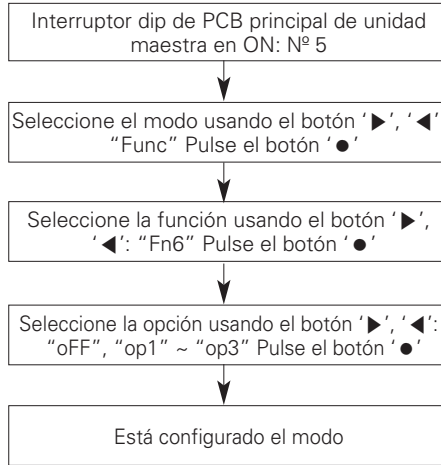 Interruptor dip de PCB principal de unidad
maestra en ON: Nº 5
Seleccione el modo usando el botón ‘▶’, ‘◀’
“Func” Pulse el botón ‘●’
Seleccione la función usando el botón ‘▶’,
‘◀’: “Fn6” Pulse el botón ‘●’
Seleccione la opción usando el botón ‘▶’, ‘◀’:
“oFF”, “op1” ~ “op3” Pulse el botón ‘●’
Está configurado el modo